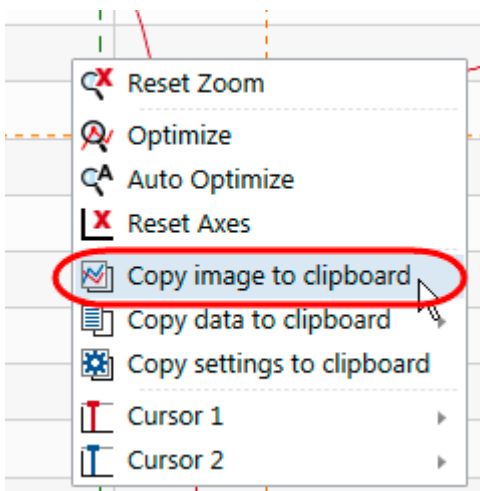 Reset Zoom
Optimize
Auto Optimize
Reset Axes
Copy image to clipboard
Copy data to clipboard
Copy settings to clipboard
Cursor 1
Cursor 2